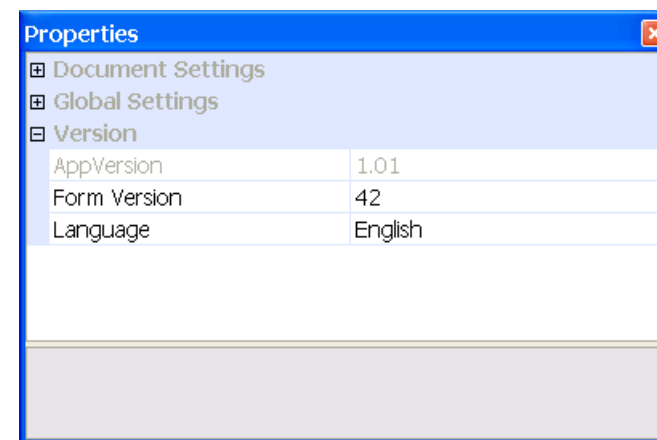 Properties
Document Settings
Global Settings
Version
AppVersion 1.01
Form Version 42
Language English